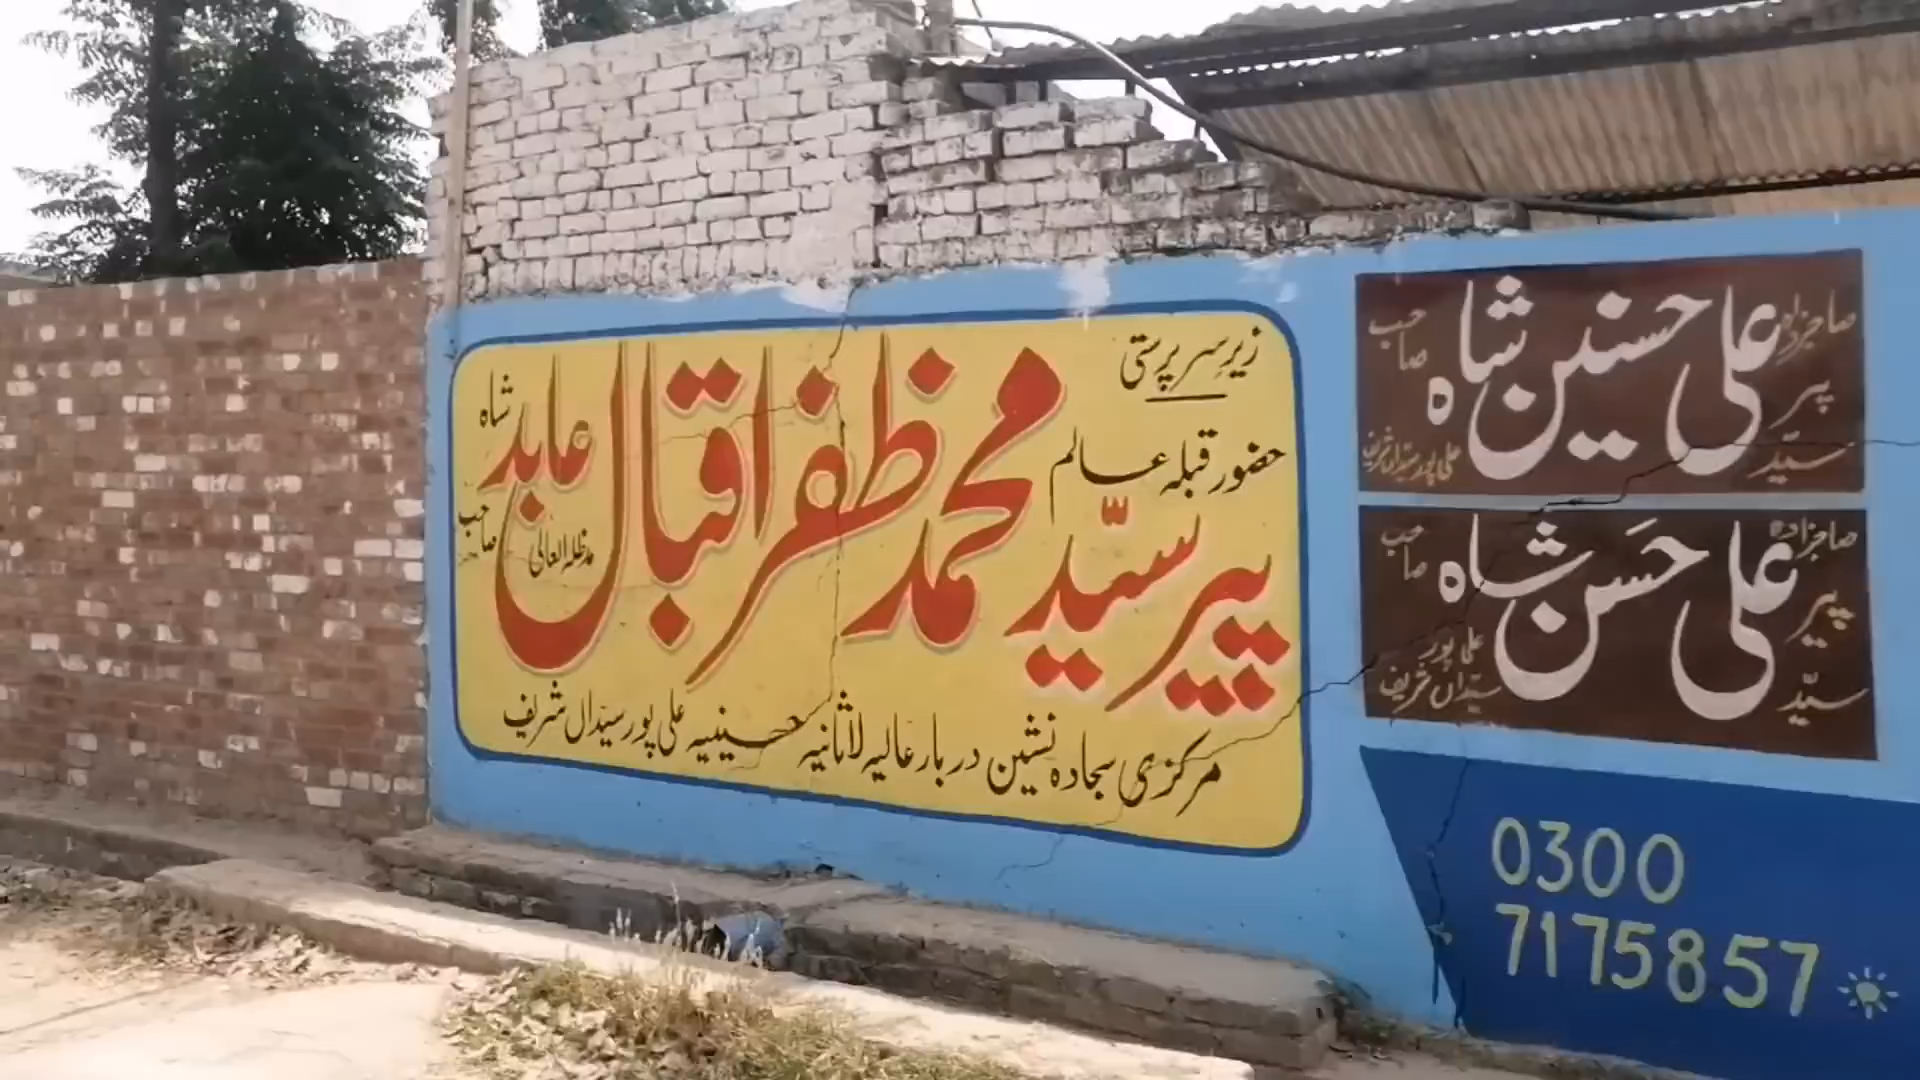 زیرِ سرپرستی
حضور قبلہ عالم
پیر سیّد محمد ظفر اقبال عابد شاہ صاحب
مدظلہ العالی
مرکزی سجادہ نشین دربار عالیہ لاثانیہ حسینیہ علی پور سیداں شریف
صاحبزادہ پیر سیّد علی حسنین شاہ صاحب
علی پور سیداں شریف
صاحبزادہ پیر سیّد علی حَسَن شاہ صاحب
علی پور سیّداں شریف
0300
7175857